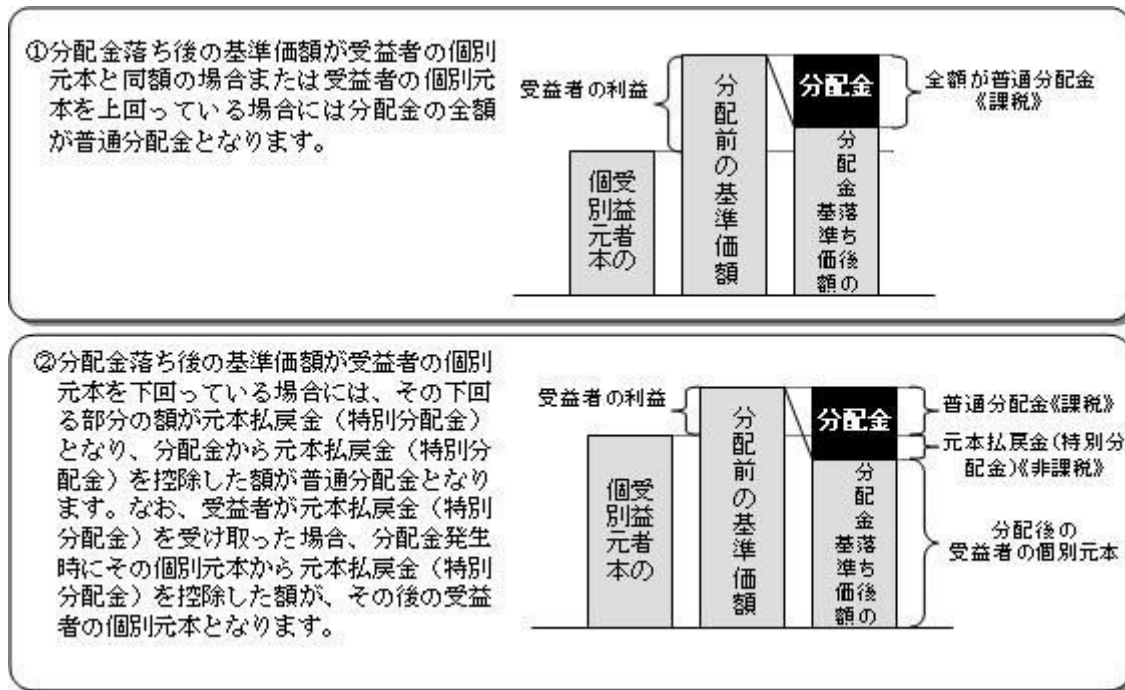 ①分配金落ち後の基準価額が受益者の個別
元本と同額の場合または受益者の個別元
本を上回っている場合には分配金の全額
が普通分配金となります。
受益者の利益
受益者の
個別元本
分配前の基準価額
分配金
分配金落ち後の
基準価額
全額が普通分配金
《課税》
②分配金落ち後の基準価額が受益者の個別
元本を下回っている場合には、その下回
る部分の額が元本払戻金（特別分配金）
となり、分配金から元本払戻金（特別分
配金）を控除した額が普通分配金となり
ます。なお、受益者が元本払戻金（特別
分配金）を受け取った場合、分配金発生
時にその個別元本から元本払戻金（特別
分配金）を控除した額が、その後の受益
者の個別元本となります。
受益者の利益
受益者の
個別元本
分配前の基準価額
分配金
分配金落ち後の
基準価額
普通分配金《課税》
元本払戻金(特別分
配金)《非課税》
分配後の
受益者の個別元本